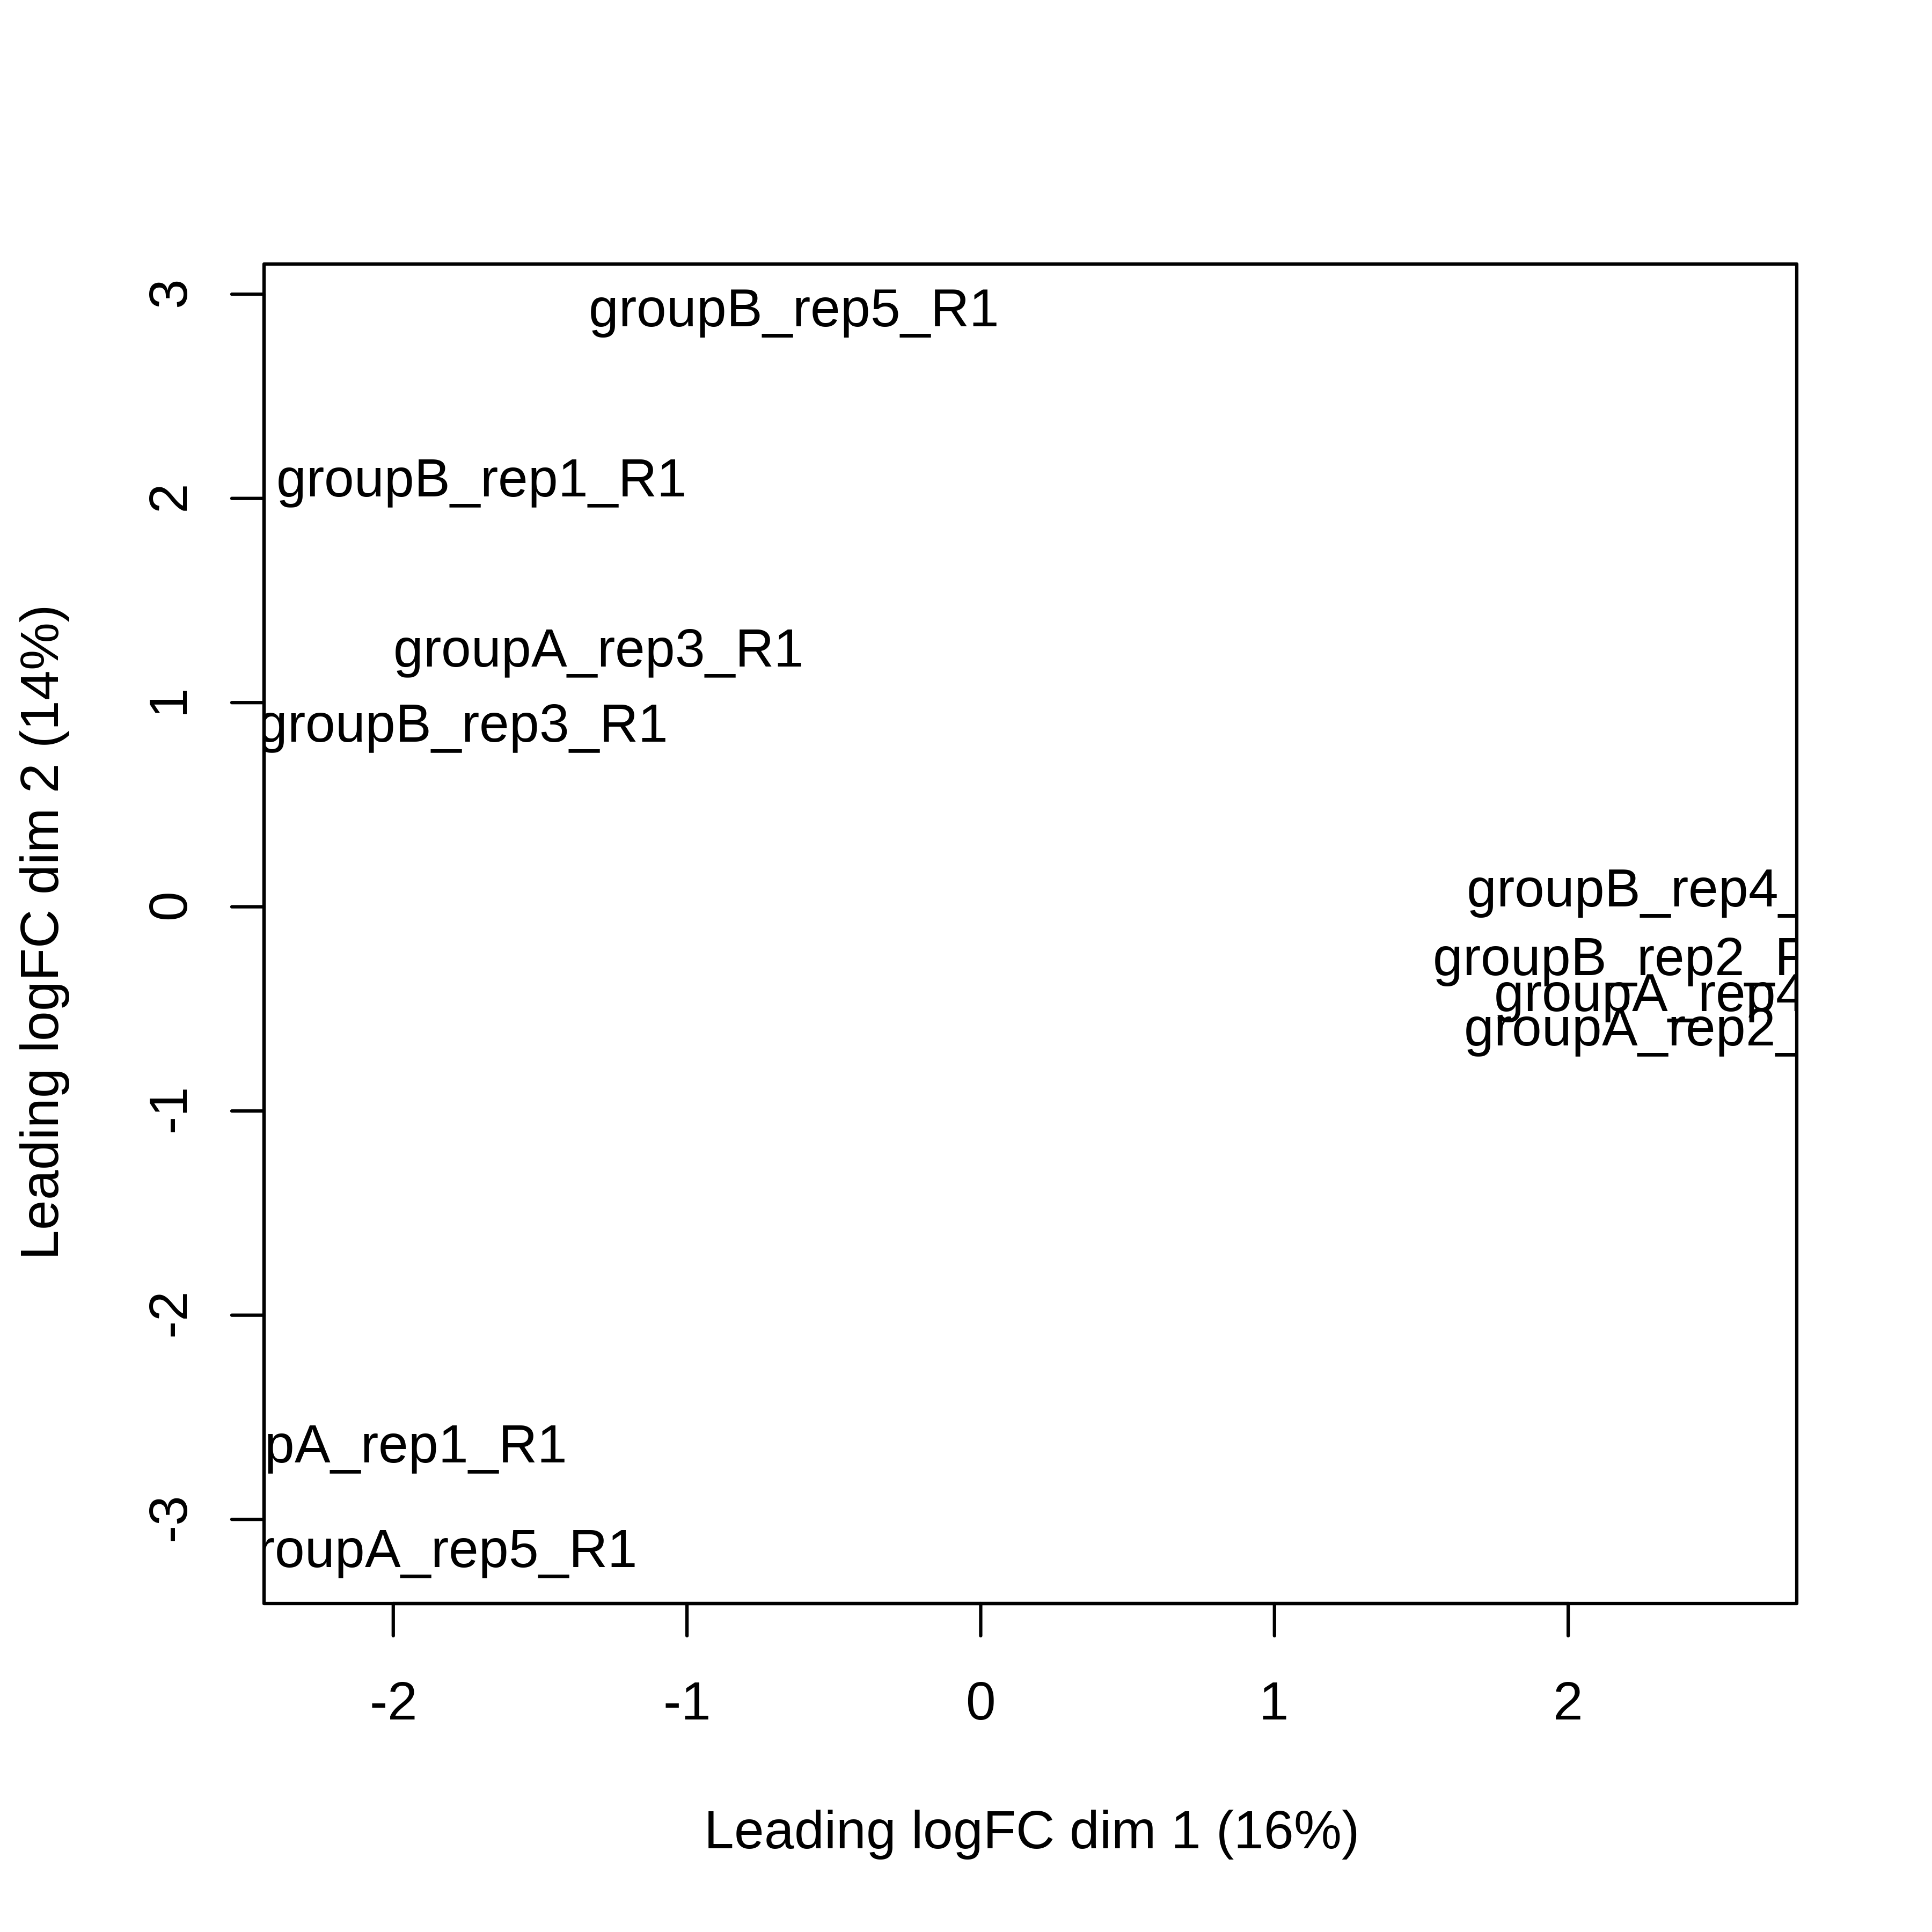 3
groupB_rep5_R1
2
groupB_rep1_R1
groupA_rep3_R1
1
groupB_rep3_R1
0
groupB_rep4_
groupB_rep2_R
groupA_rep4
groupA_rep2_
-1
-2
pA_rep1_R1
-3
roupA_rep5_R1
-2 -1 0 1 2
Leading logFC dim 1 (16%)
Leading logFC dim 2 (14%)